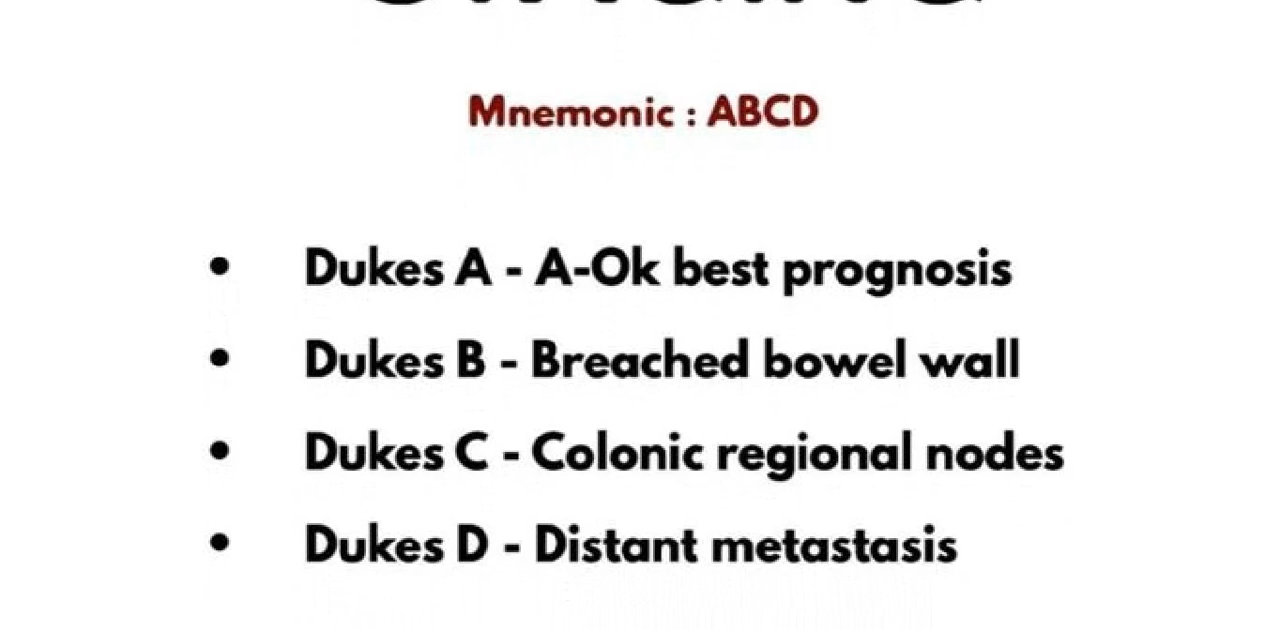 Mnemonic : ABCD
• Dukes A - A-Ok best prognosis
• Dukes B - Breached bowel wall
• Dukes C - Colonic regional nodes
• Dukes D - Distant metastasis